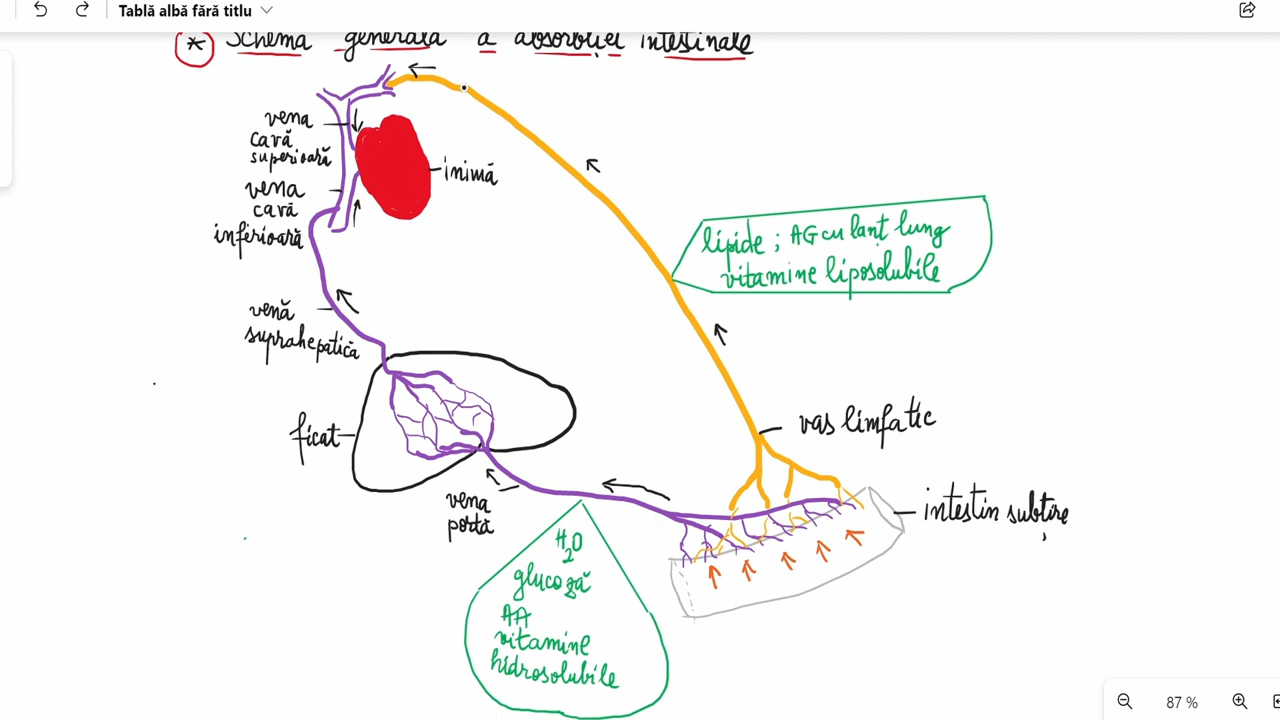 Tablă albă fără titlu
* Schema generală a absorbției intestinale
vena
cavă
superioară
vena
cavă
inferioară
inimă
lipide ; AG cu lanț lung
vitamine liposolubile
venă
suprahepatică
ficat
vas limfatic
vena
portă
intestin subțire
H2O
glucoză
AA
vitamine
hidrosolubile
87 %